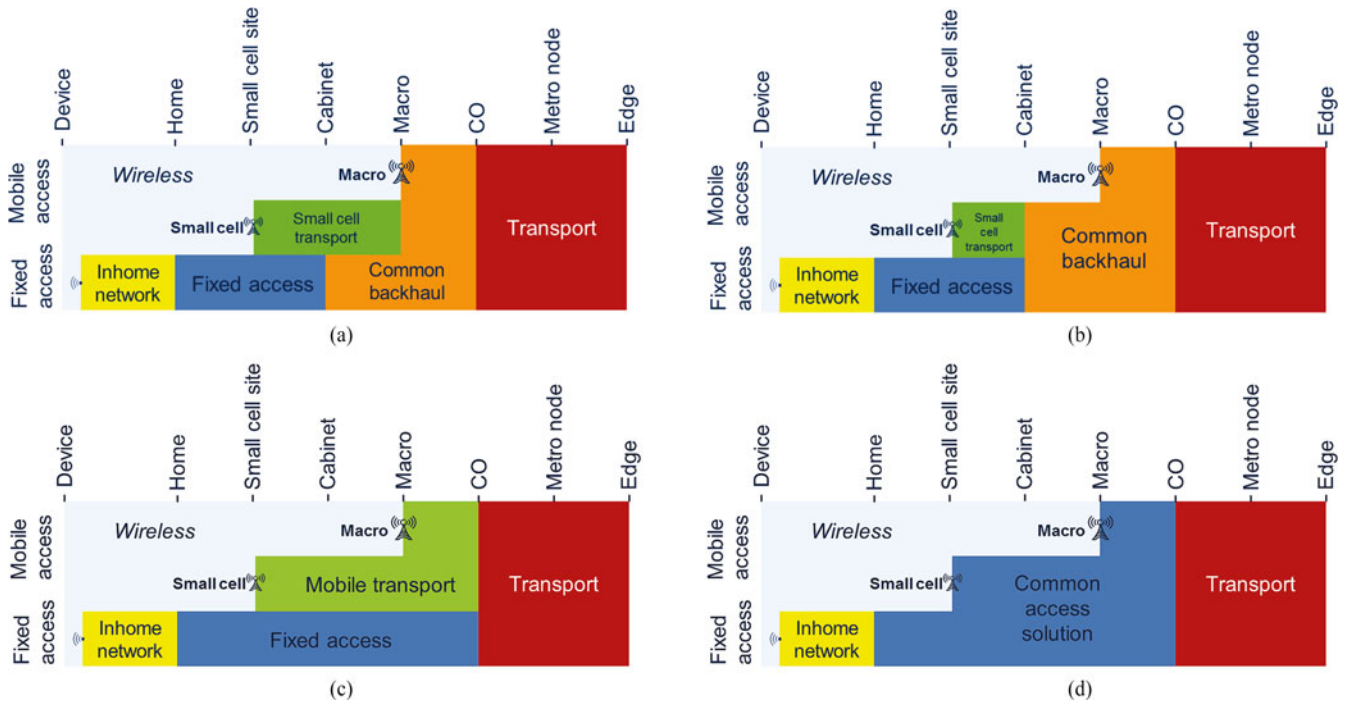 Device
Home
Small cell site
Cabinet
Macro
CO
Metro node
Edge
Mobile
access
Fixed
access
Wireless
Macro
Small cell
Small cell
transport
Transport
Inhome
network
Fixed access
Common
backhaul
(a)
Device
Home
Small cell site
Cabinet
Macro
CO
Metro node
Edge
Mobile
access
Fixed
access
Wireless
Macro
Small cell
Small
cell
transport
Common
backhaul
Transport
Inhome
network
Fixed access
(b)
Device
Home
Small cell site
Cabinet
Macro
CO
Metro node
Edge
Mobile
access
Fixed
access
Wireless
Macro
Small cell
Mobile transport
Transport
Inhome
network
Fixed access
(c)
Device
Home
Small cell site
Cabinet
Macro
CO
Metro node
Edge
Mobile
access
Fixed
access
Wireless
Macro
Small cell
Common
access
solution
Transport
Inhome
network
(d)